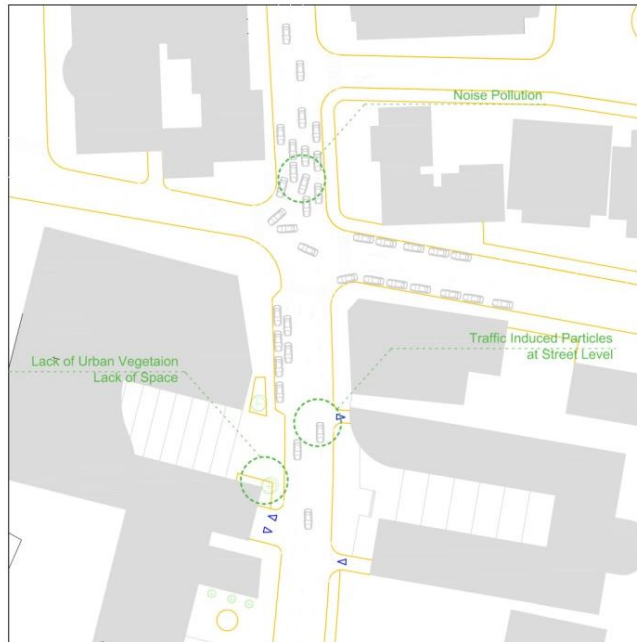 Noise Pollution
Traffic Induced Particles
at Street Level
Lack of Urban Vegetaion
Lack of Space